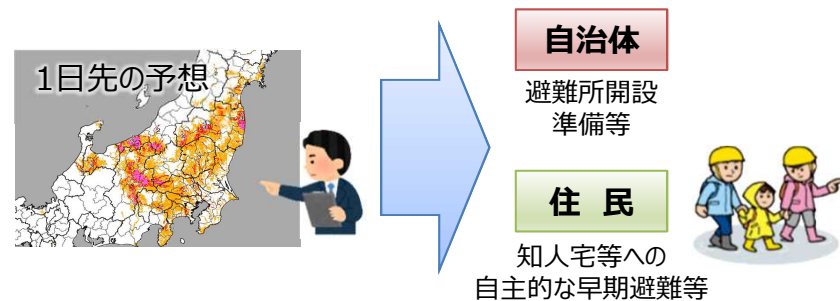 1日先の予想
自治体
避難所開設
準備等
住 民
知人宅等への
自主的な早期避難等